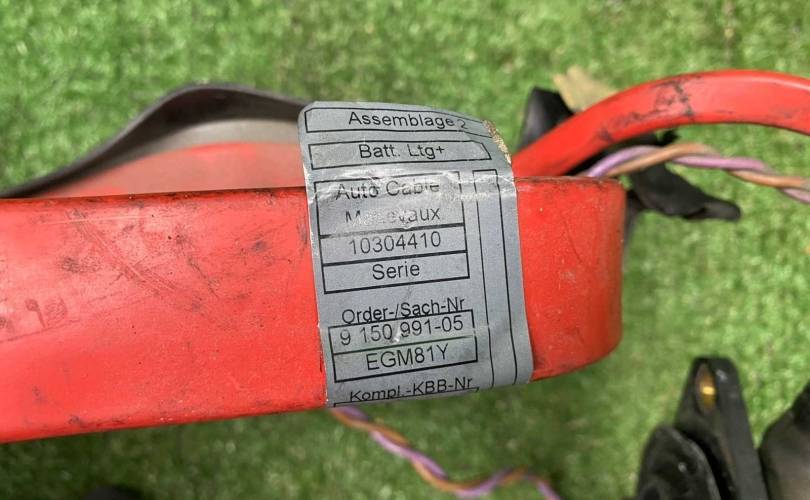 Assemblage 2
Batt. Ltg+
Auto Cable
10304410
Serie
Order-/Sach-Nr
9 150 991-05
EGM81Y
Kompl.-KBB-Nr